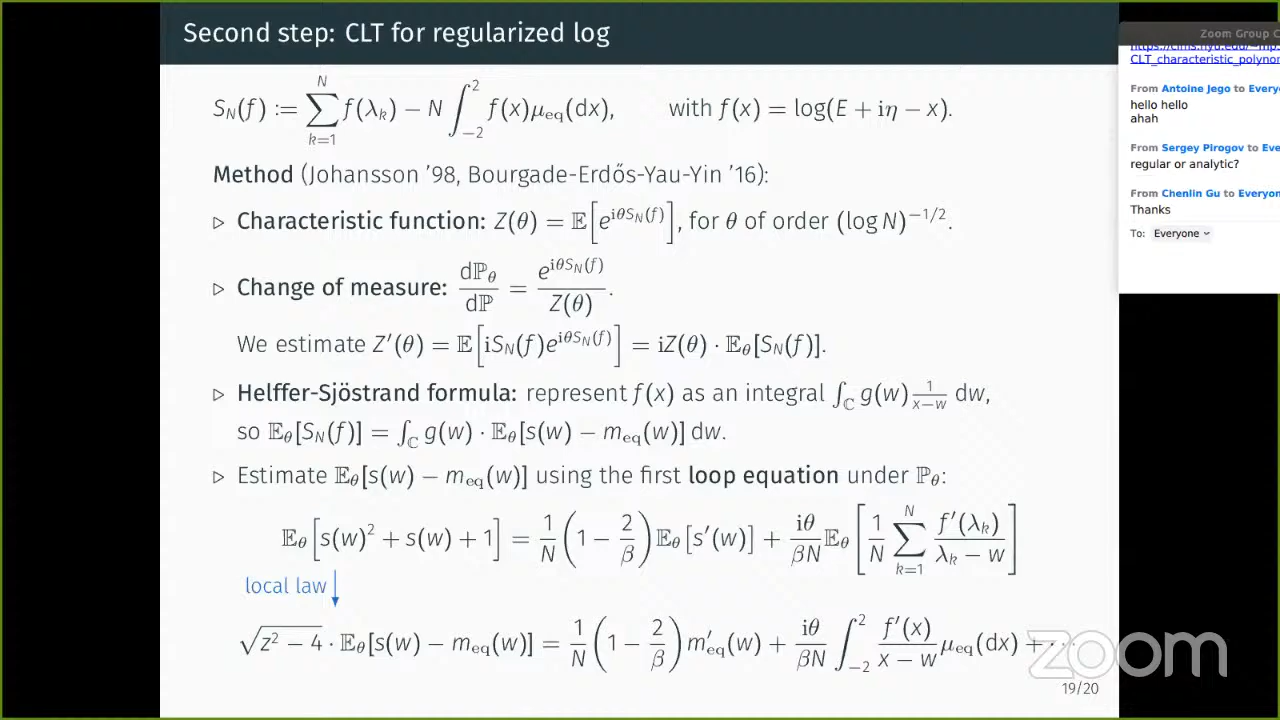 Second step: CLT for regularized log
S_N(f) := ∑_{k=1}^{N} f(λ_k) − N ∫_{−2}^{2} f(x)μ_eq(dx), with f(x) = log(E + iη − x).
Method (Johansson ’98, Bourgade-Erdős-Yau-Yin ’16):
▷ Characteristic function: Z(θ) = 𝔼[e^{iθS_N(f)}], for θ of order (log N)^{−1/2}.
▷ Change of measure: dℙ_θ/dℙ = e^{iθS_N(f)}/Z(θ).
We estimate Z′(θ) = 𝔼[iS_N(f)e^{iθS_N(f)}] = iZ(θ) · 𝔼_θ[S_N(f)].
▷ Helffer-Sjöstrand formula: represent f(x) as an integral ∫_ℂ g(w) 1/(x−w) dw,
so 𝔼_θ[S_N(f)] = ∫_ℂ g(w) · 𝔼_θ[s(w) − m_eq(w)] dw.
▷ Estimate 𝔼_θ[s(w) − m_eq(w)] using the first loop equation under ℙ_θ:
𝔼_θ[s(w)² + s(w) + 1] = 1/N (1 − 2/β) 𝔼_θ[s′(w)] + iθ/βN 𝔼_θ[1/N ∑_{k=1}^{N} f′(λ_k)/(λ_k − w)]
local law
√(z² − 4) · 𝔼_θ[s(w) − m_eq(w)] = 1/N (1 − 2/β) m′_eq(w) + iθ/βN ∫_{−2}^{2} f′(x)/(x − w) μ_eq(dx) + ···
19/20
zoom
Zoom Group C
https://cims.nyu.edu/~mp
CLT_characteristic_polynom
From Antoine Jego to Every
hello hello
ahah
From Sergey Pirogov to Eve
regular or analytic?
From Chenlin Gu to Everyon
Thanks
To: Everyone